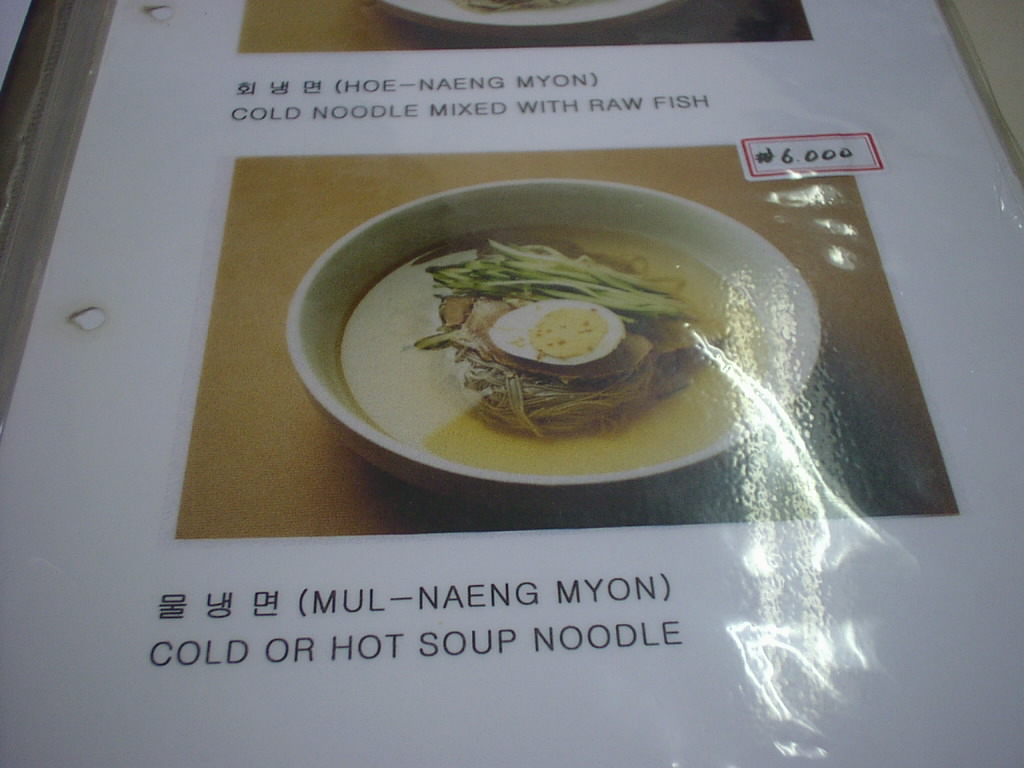 회 냉 면 (HOE-NAENG MYON)
COLD NOODLE MIXED WITH RAW FISH
₩6.000
물 냉 면 (MUL-NAENG MYON)
COLD OR HOT SOUP NOODLE